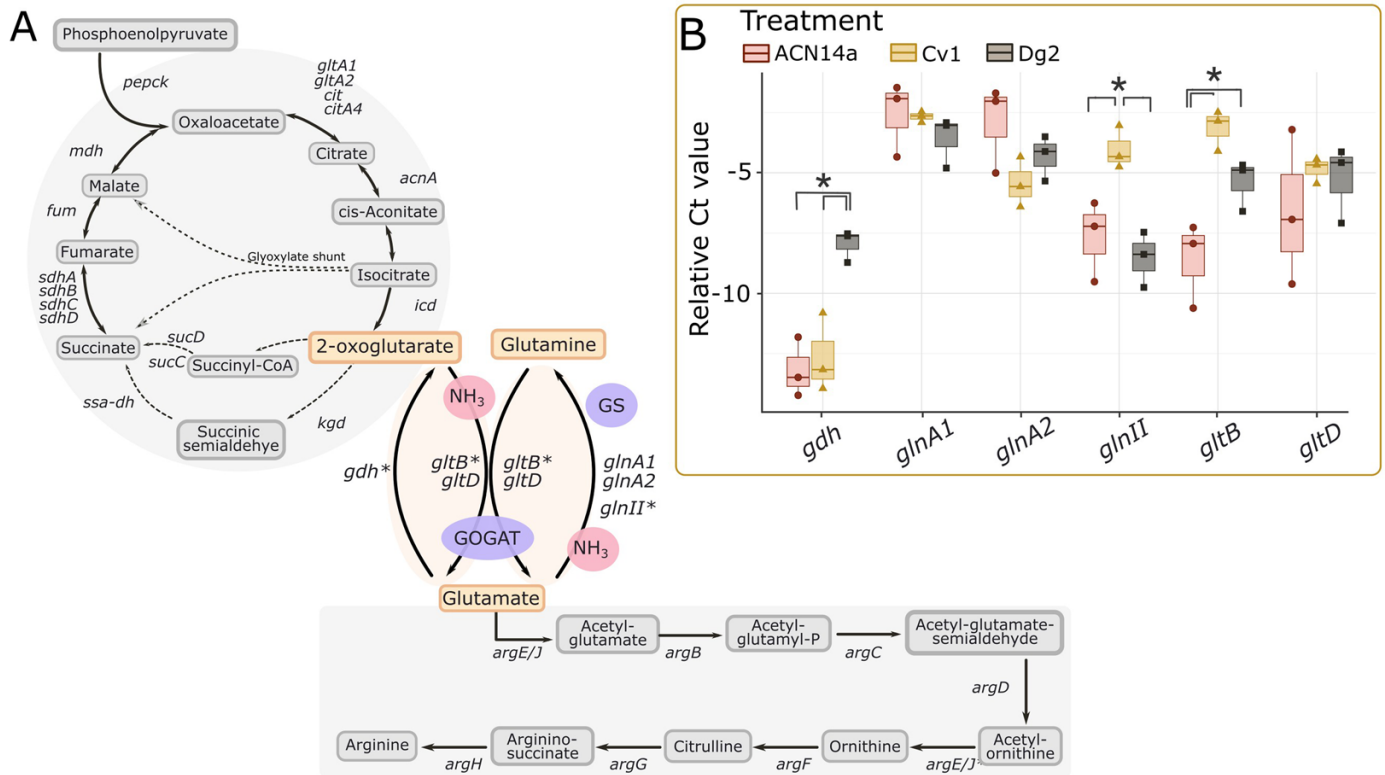 A
Phosphoenolpyruvate
pepck
gltA1
gltA2
cit
citA4
Oxaloacetate
mdh
Citrate
Malate
acnA
fum
cis-Aconitate
Fumarate
Glyoxylate shunt
Isocitrate
sdhA
sdhB
sdhC
sdhD
icd
Succinate
sucD
sucC
Succinyl-CoA
2-oxoglutarate
Glutamine
ssa-dh
Succinic
semialdehye
kgd
NH3
GS
gdh*
gltB*
gltD
gltB*
gltD
glnA1
glnA2
glnII*
GOGAT
NH3
Glutamate
argE/J
Acetyl-
glutamate
argB
Acetyl-
glutamyl-P
argC
Acetyl-glutamate-
semialdehyde
argD
Acetyl-
ornithine
argE/J*
Ornithine
argF
Citrulline
argG
Arginino-
succinate
argH
Arginine
B
Treatment
ACN14a Cv1 Dg2
Relative Ct value
-5
-10
* * *
gdh glnA1 glnA2 glnII gltB gltD